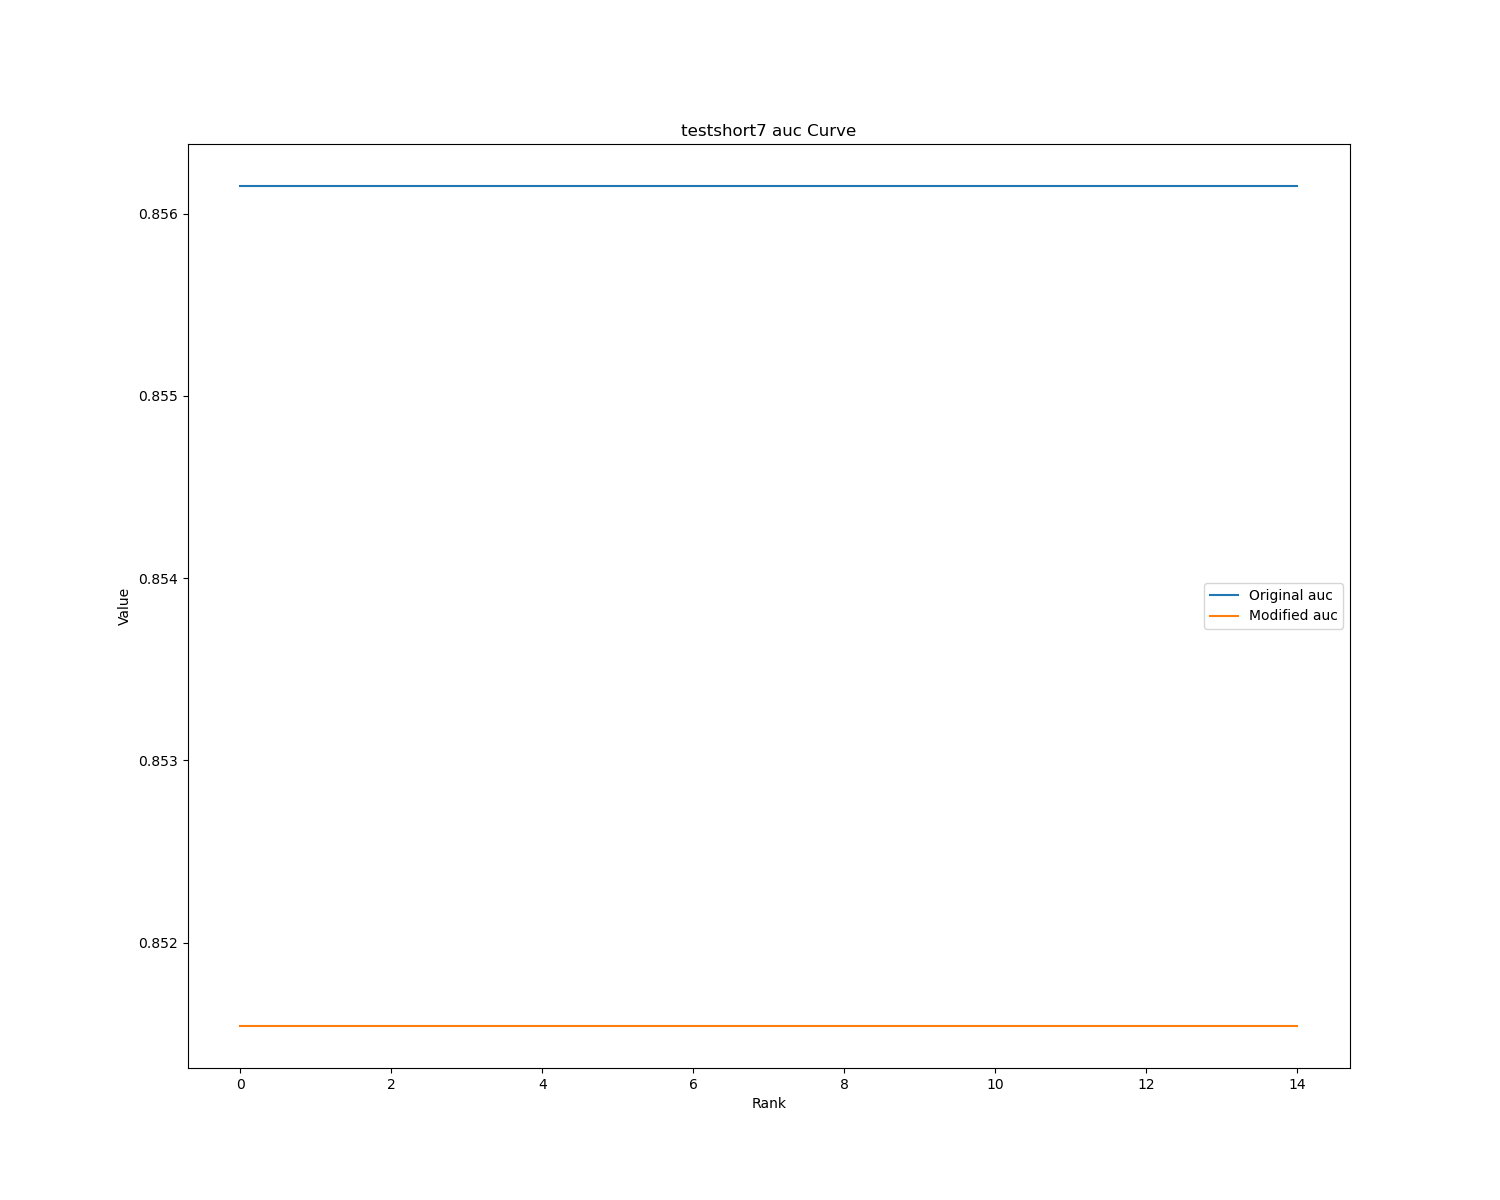 testshort7 auc Curve
0.856
0.855
0.854
0.853
0.852
Value
Original auc
Modified auc
0 2 4 6 8 10 12 14
Rank